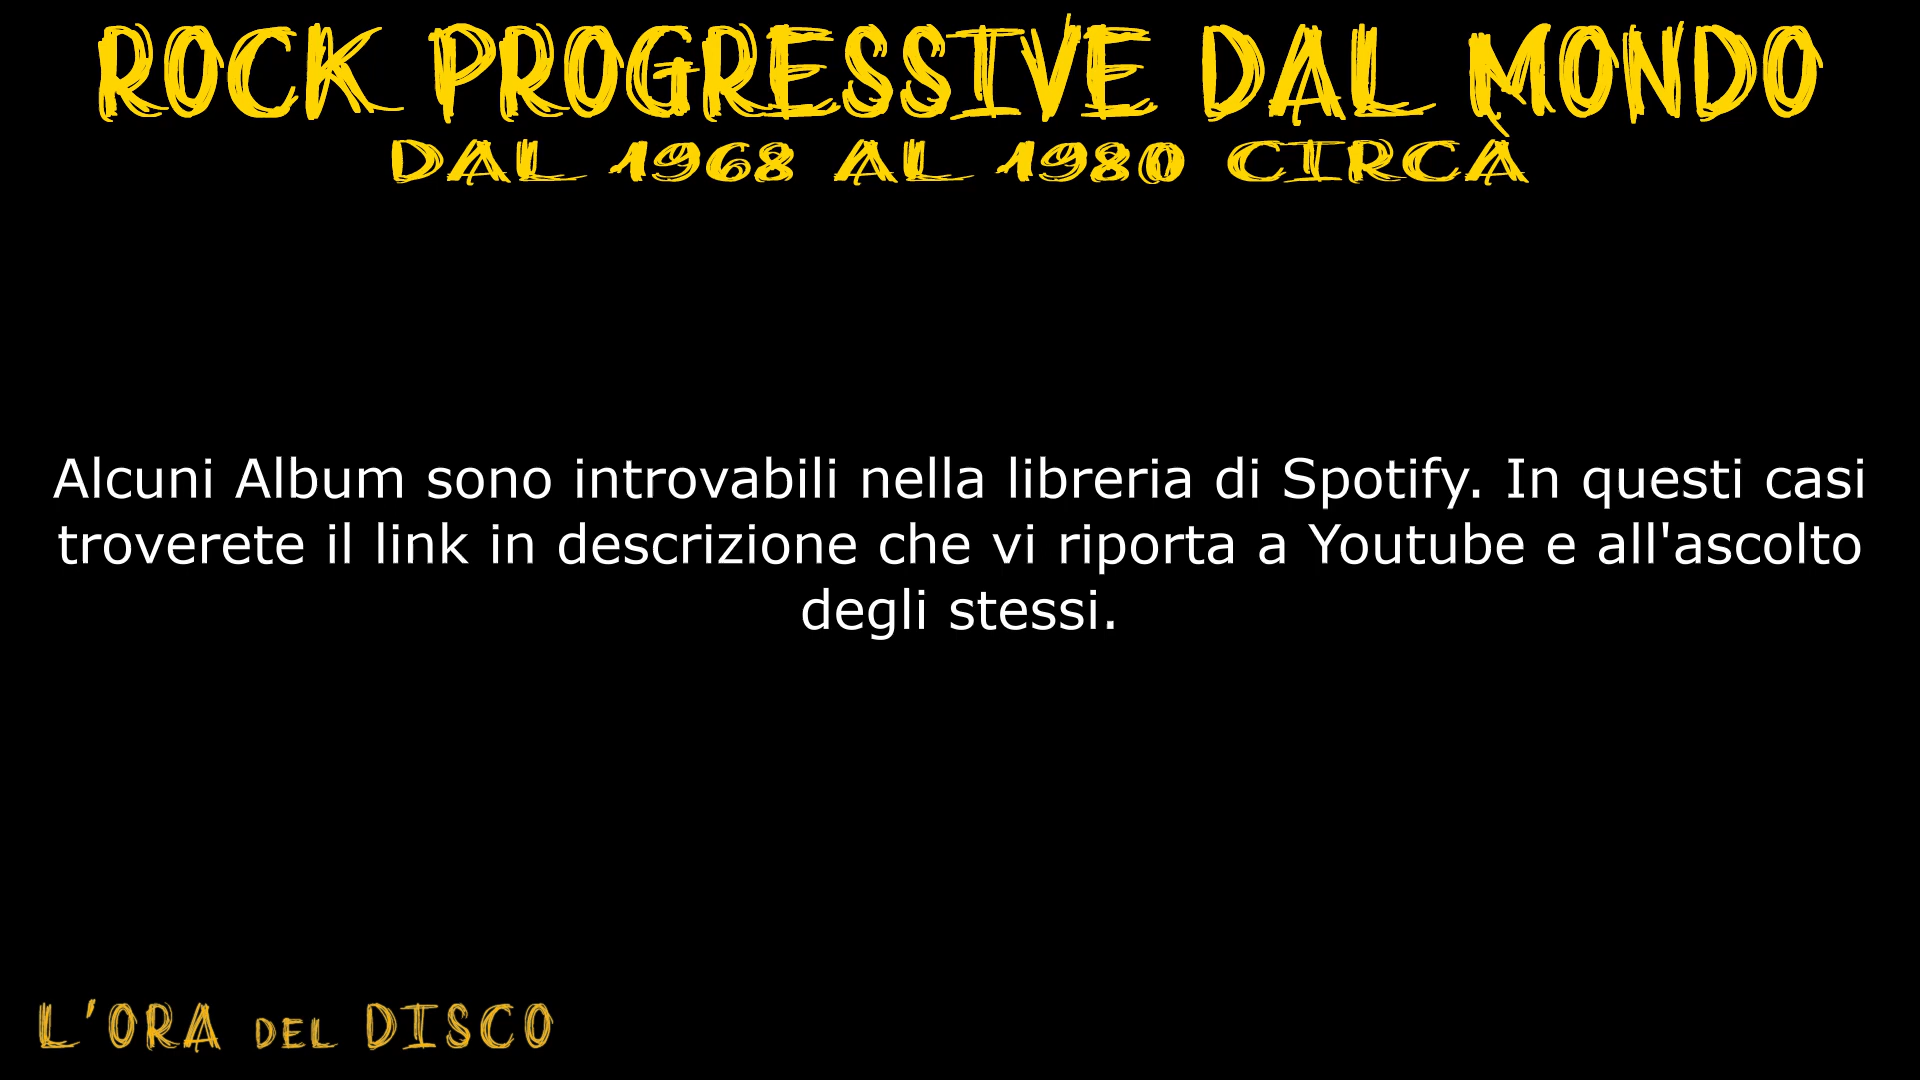 ROCK PROGRESSIVE DAL MONDO
DAL 1968 AL 1980 CIRCÀ
Alcuni Album sono introvabili nella libreria di Spotify. In questi casi
troverete il link in descrizione che vi riporta a Youtube e all'ascolto
degli stessi.
L'ORA DEL DISCO